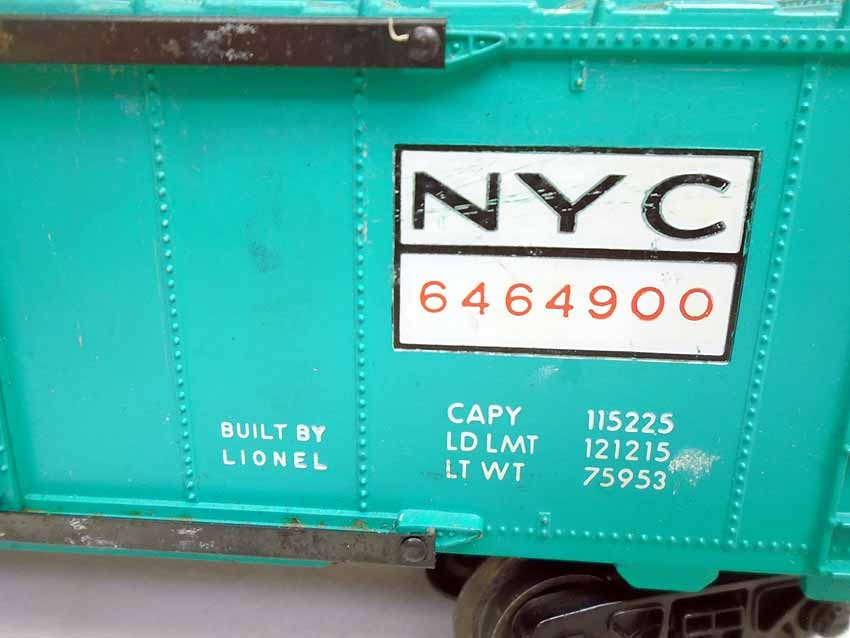 NYC
6464900
BUILT BY
LIONEL
CAPY 115225
LD LMT 121215
LT WT 75953